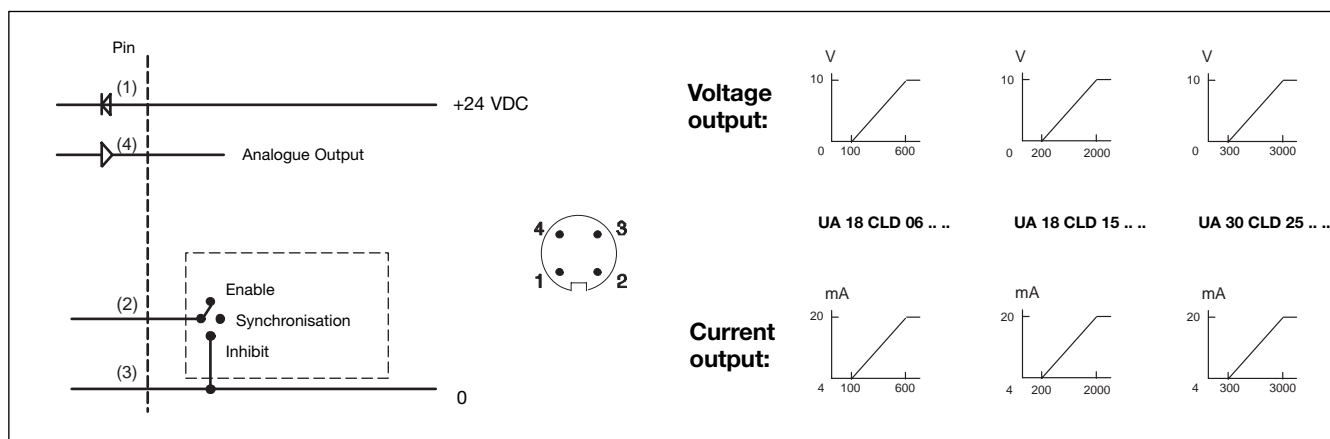 Pin
(1)
+24 VDC
(4)
Analogue Output
(2)
Enable
Synchronisation
Inhibit
(3)
0
4 3
1 2
Voltage
output:
V
10
0 100 600
V
10
0 200 2000
V
10
0 300 3000
UA 18 CLD 06 .. ..
UA 18 CLD 15 .. ..
UA 30 CLD 25 .. ..
Current
output:
mA
20
4 100 600
mA
20
4 200 2000
mA
20
4 300 3000